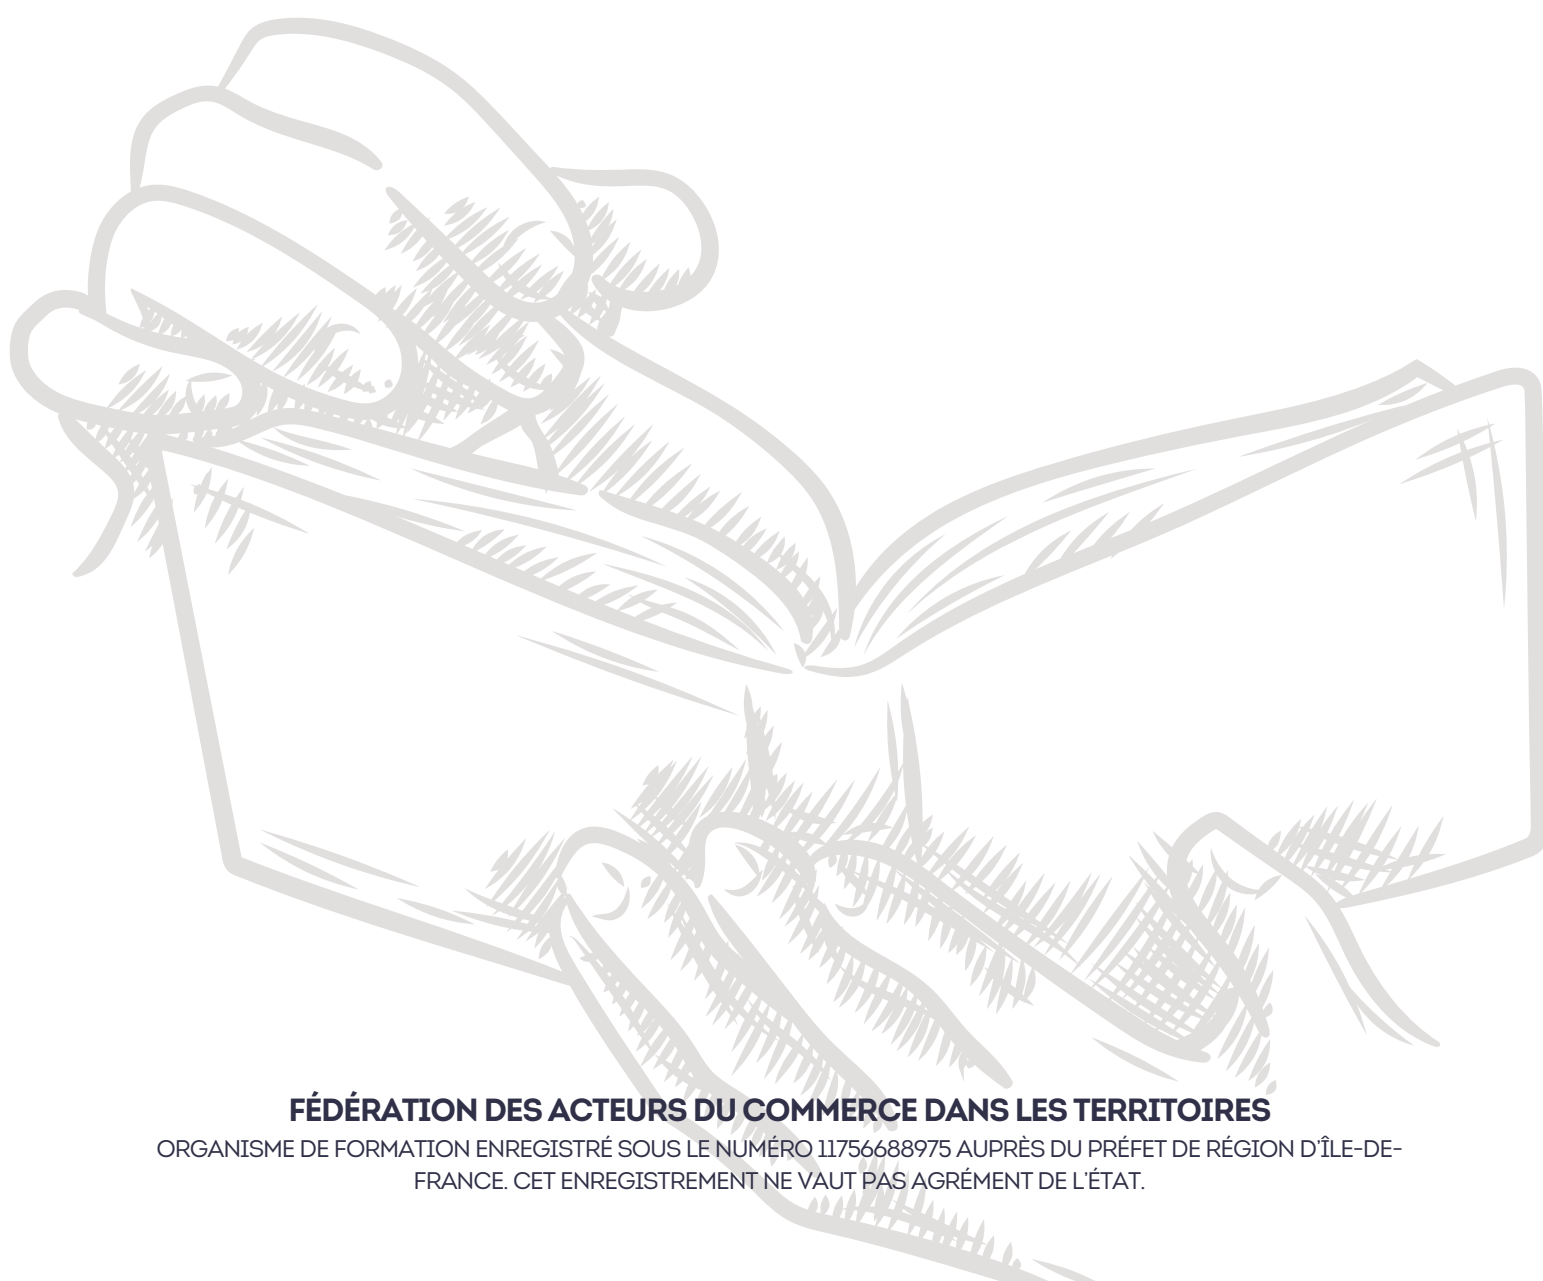 FÉDÉRATION DES ACTEURS DU COMMERCE DANS LES TERRITOIRES
ORGANISME DE FORMATION ENREGISTRÉ SOUS LE NUMÉRO 11756688975 AUPRÈS DU PRÉFET DE RÉGION D'ÎLE-DE-
FRANCE. CET ENREGISTREMENT NE VAUT PAS AGRÉMENT DE L'ÉTAT.